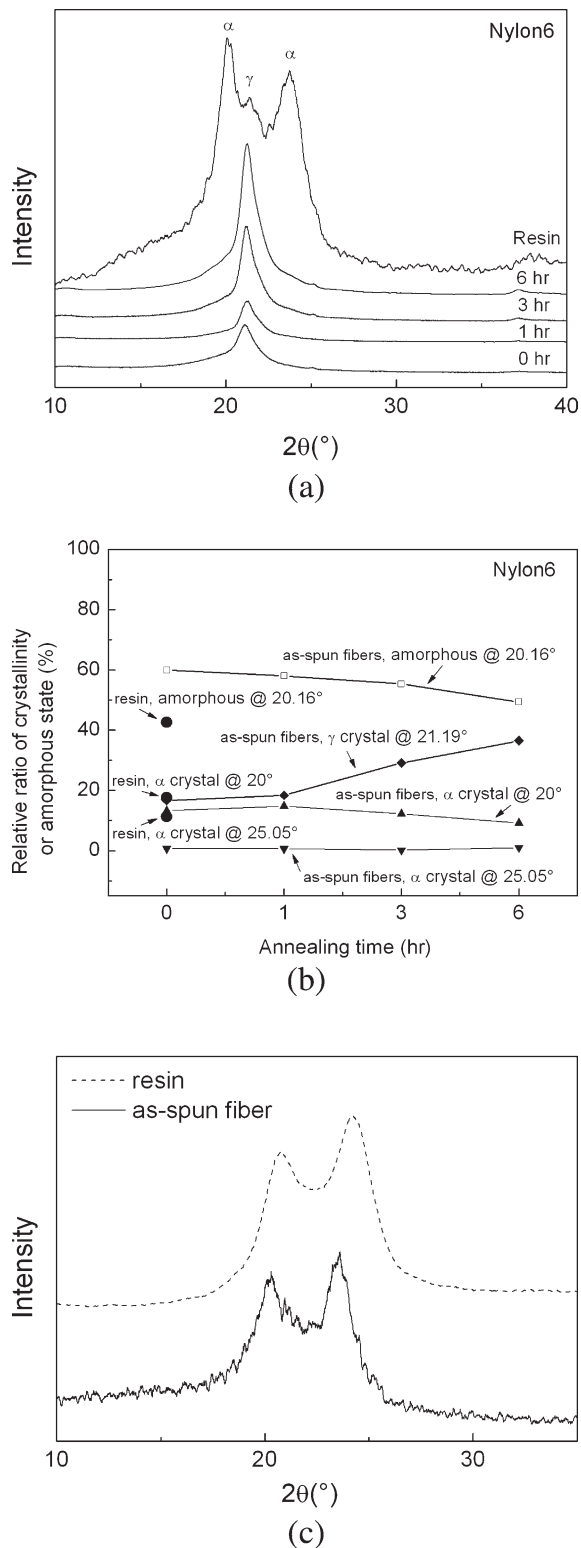 Nylon6
α
γ
α
Intensity
Resin
6 hr
3 hr
1 hr
0 hr
10
20
30
40
2θ(°)
(a)
Relative ratio of crystallinity
or amorphous state (%)
100
80
60
40
20
0
Nylon6
as-spun fibers, amorphous @ 20.16°
resin, amorphous @ 20.16°
as-spun fibers, γ crystal @ 21.19°
resin, α crystal @ 20°
as-spun fibers, α crystal @ 20°
resin, α crystal @ 25.05°
as-spun fibers, α crystal @ 25.05°
0
1
3
6
Annealing time (hr)
(b)
resin
as-spun fiber
Intensity
10
20
30
2θ(°)
(c)